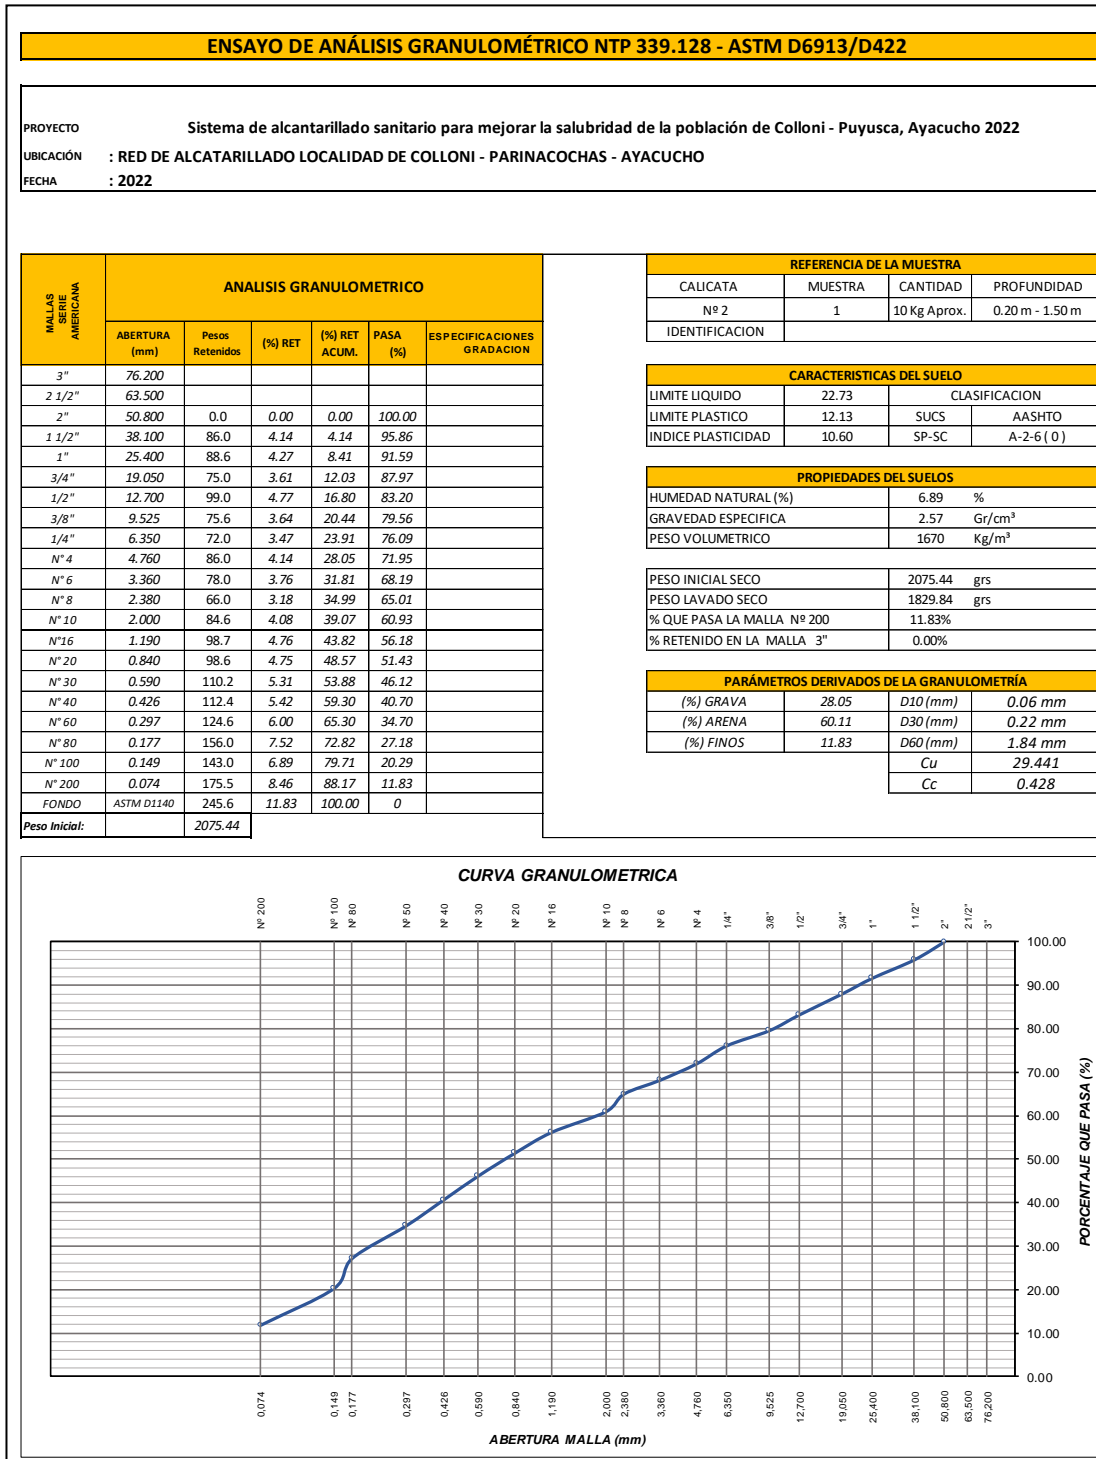 ENSAYO DE ANÁLISIS GRANULOMÉTRICO NTP 339.128 - ASTM D6913/D422
PROYECTO Sistema de alcantarillado sanitario para mejorar la salubridad de la población de Colloni - Puyusca, Ayacucho 2022
UBICACIÓN : RED DE ALCATARILLADO LOCALIDAD DE COLLONI - PARINACOCHAS - AYACUCHO
FECHA : 2022
MALLAS SERIE AMERICANA
ANALISIS GRANULOMETRICO
ABERTURA (mm) Pesos Retenidos (%) RET (%) RET ACUM. PASA (%) ESPECIFICACIONES GRADACION
3" 76.200
2 1/2" 63.500
2" 50.800 0.0 0.00 0.00 100.00
1 1/2" 38.100 86.0 4.14 4.14 95.86
1" 25.400 88.6 4.27 8.41 91.59
3/4" 19.050 75.0 3.61 12.03 87.97
1/2" 12.700 99.0 4.77 16.80 83.20
3/8" 9.525 75.6 3.64 20.44 79.56
1/4" 6.350 72.0 3.47 23.91 76.09
N° 4 4.760 86.0 4.14 28.05 71.95
N° 6 3.360 78.0 3.76 31.81 68.19
N° 8 2.380 66.0 3.18 34.99 65.01
N° 10 2.000 84.6 4.08 39.07 60.93
N°16 1.190 98.7 4.76 43.82 56.18
N° 20 0.840 98.6 4.75 48.57 51.43
N° 30 0.590 110.2 5.31 53.88 46.12
N° 40 0.426 112.4 5.42 59.30 40.70
N° 60 0.297 124.6 6.00 65.30 34.70
N° 80 0.177 156.0 7.52 72.82 27.18
N° 100 0.149 143.0 6.89 79.71 20.29
N° 200 0.074 175.5 8.46 88.17 11.83
FONDO ASTM D1140 245.6 11.83 100.00 0
Peso Inicial: 2075.44
REFERENCIA DE LA MUESTRA
CALICATA MUESTRA CANTIDAD PROFUNDIDAD
Nº 2 1 10 Kg Aprox. 0.20 m - 1.50 m
IDENTIFICACION
CARACTERISTICAS DEL SUELO
LIMITE LIQUIDO 22.73 CLASIFICACION
LIMITE PLASTICO 12.13 SUCS AASHTO
INDICE PLASTICIDAD 10.60 SP-SC A-2-6 ( 0 )
PROPIEDADES DEL SUELOS
HUMEDAD NATURAL (%) 6.89 %
GRAVEDAD ESPECIFICA 2.57 Gr/cm³
PESO VOLUMETRICO 1670 Kg/m³
PESO INICIAL SECO 2075.44 grs
PESO LAVADO SECO 1829.84 grs
% QUE PASA LA MALLA Nº 200 11.83%
% RETENIDO EN LA MALLA 3" 0.00%
PARÁMETROS DERIVADOS DE LA GRANULOMETRÍA
(%) GRAVA 28.05 D10 (mm) 0.06 mm
(%) ARENA 60.11 D30 (mm) 0.22 mm
(%) FINOS 11.83 D60 (mm) 1.84 mm
Cu 29.441
Cc 0.428
CURVA GRANULOMETRICA
Nº 200 Nº 100 Nº 80 Nº 50 Nº 40 Nº 30 Nº 20 Nº 16 Nº 10 Nº 8 Nº 6 Nº 4 1/4" 3/8" 1/2" 3/4" 1" 1 1/2" 2" 2 1/2" 3"
100.00
90.00
80.00
70.00
60.00
50.00
40.00
30.00
20.00
10.00
0.00
PORCENTAJE QUE PASA (%)
0,074 0,149 0,177 0,297 0,426 0,590 0,840 1,190 2,000 2,380 3,360 4,760 6,350 9,525 12,700 19,050 25,400 38,100 50,800 63,500 76,200
ABERTURA MALLA (mm)